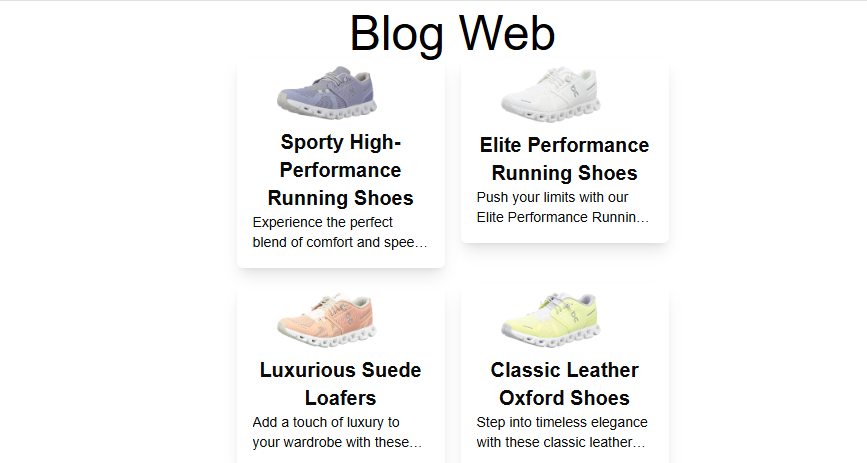 Blog Web
Sporty High-
Performance
Running Shoes
Experience the perfect
blend of comfort and spee…
Elite Performance
Running Shoes
Push your limits with our
Elite Performance Runnin…
Luxurious Suede
Loafers
Add a touch of luxury to
your wardrobe with these…
Classic Leather
Oxford Shoes
Step into timeless elegance
with these classic leather…